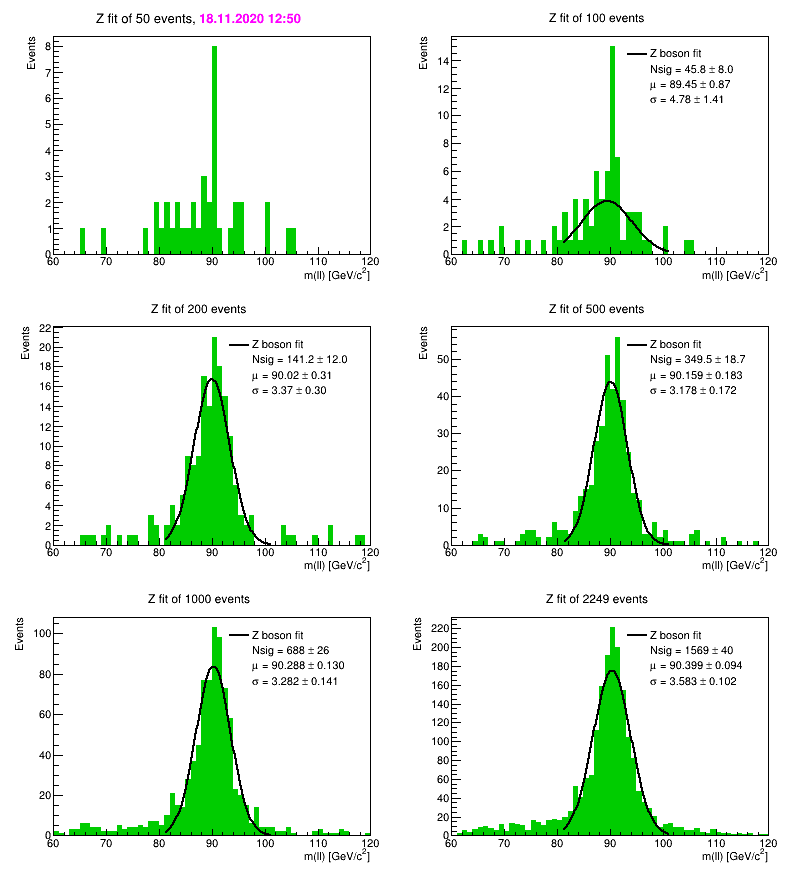 Z fit of 50 events, 18.11.2020 12:50
Events
8
7
6
5
4
3
2
1
0
60 70 80 90 100 110 120
m(ll) [GeV/c²]
Z fit of 100 events
Events
14
12
10
8
6
4
2
0
Z boson fit
Nsig = 45.8 ± 8.0
μ = 89.45 ± 0.87
σ = 4.78 ± 1.41
60 70 80 90 100 110 120
m(ll) [GeV/c²]
Z fit of 200 events
Events
22
20
18
16
14
12
10
8
6
4
2
0
Z boson fit
Nsig = 141.2 ± 12.0
μ = 90.02 ± 0.31
σ = 3.37 ± 0.30
60 70 80 90 100 110 120
m(ll) [GeV/c²]
Z fit of 500 events
Events
50
40
30
20
10
0
Z boson fit
Nsig = 349.5 ± 18.7
μ = 90.159 ± 0.183
σ = 3.178 ± 0.172
60 70 80 90 100 110 120
m(ll) [GeV/c²]
Z fit of 1000 events
Events
100
80
60
40
20
0
Z boson fit
Nsig = 688 ± 26
μ = 90.288 ± 0.130
σ = 3.282 ± 0.141
60 70 80 90 100 110 120
m(ll) [GeV/c²]
Z fit of 2249 events
Events
220
200
180
160
140
120
100
80
60
40
20
0
Z boson fit
Nsig = 1569 ± 40
μ = 90.399 ± 0.094
σ = 3.583 ± 0.102
60 70 80 90 100 110 120
m(ll) [GeV/c²]